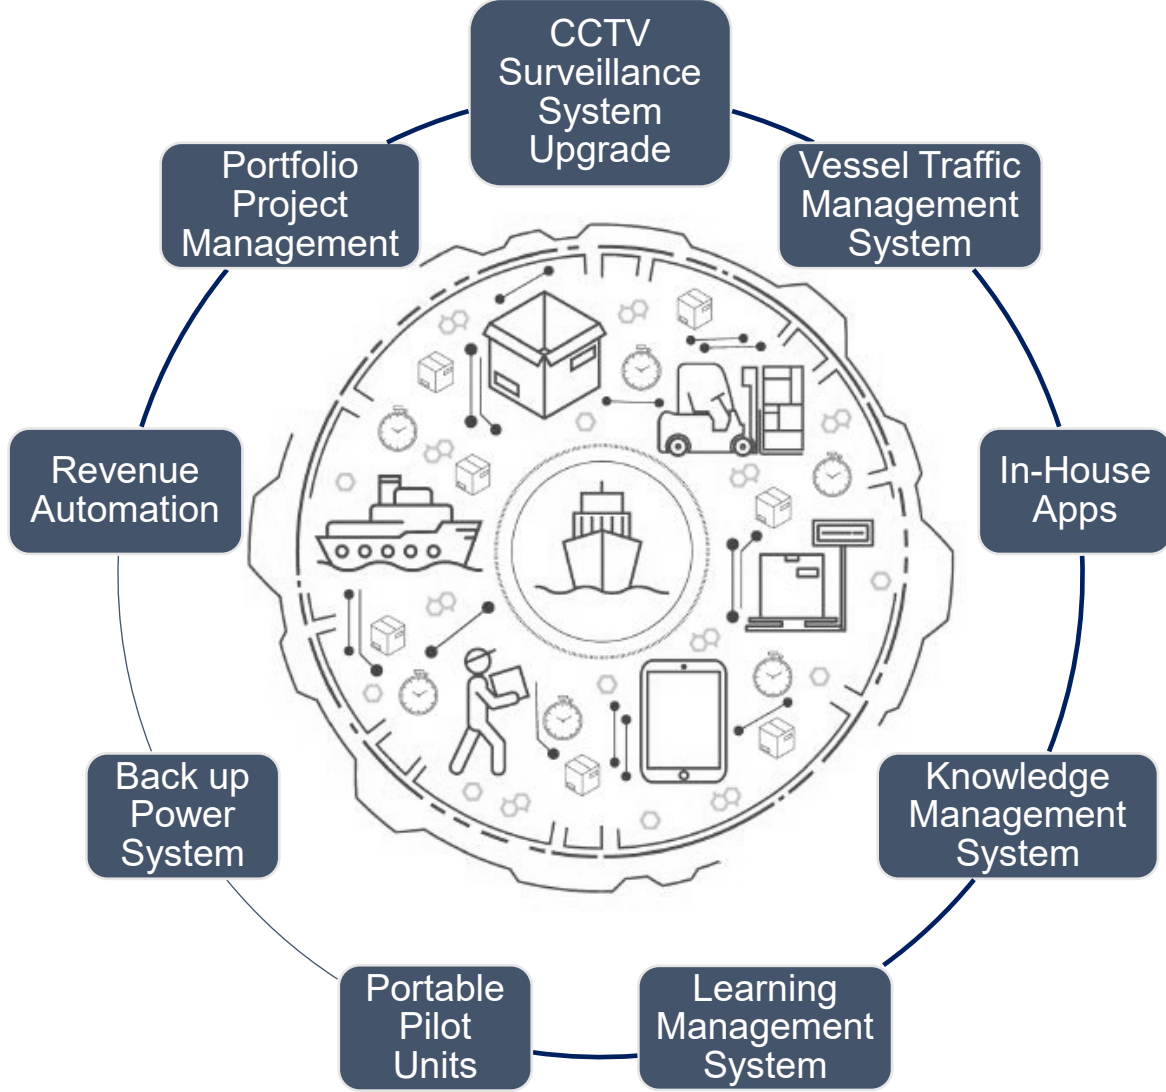 CCTV
Surveillance
System
Upgrade
Vessel Traffic
Management
System
In-House
Apps
Knowledge
Management
System
Learning
Management
System
Portable
Pilot
Units
Back up
Power
System
Revenue
Automation
Portfolio
Project
Management